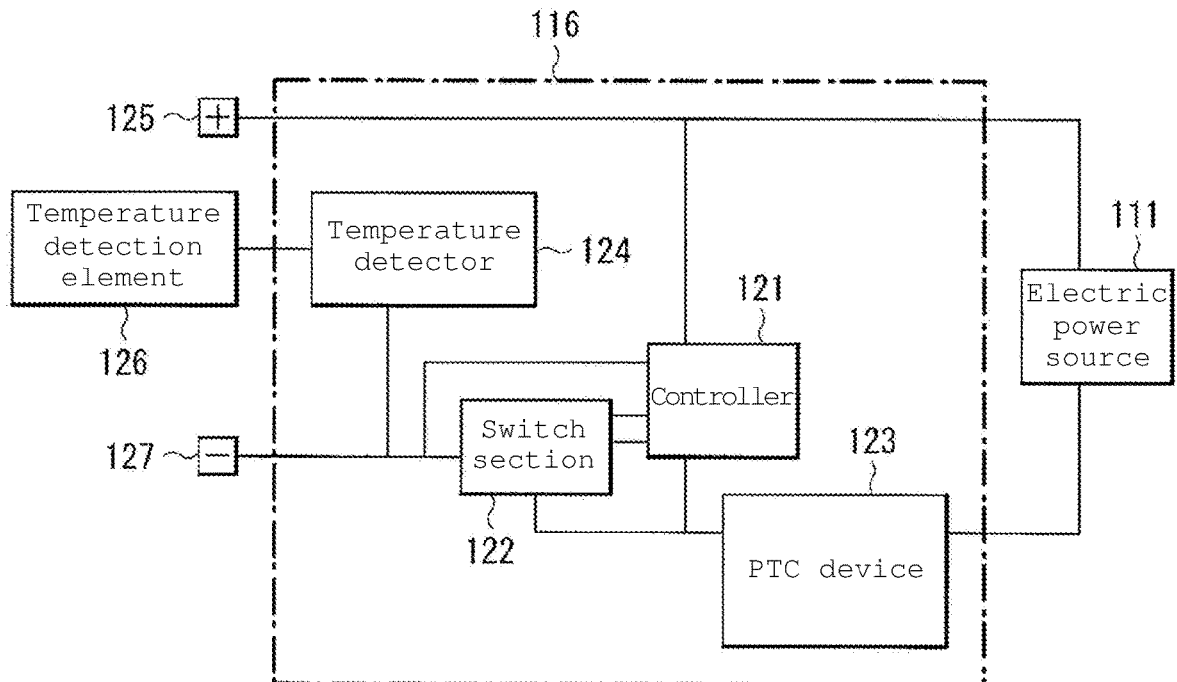 116
125
+
Temperature
detection
element
126
Temperature
detector
124
111
Electric
power
source
121
Controller
127
−
Switch
section
122
123
PTC device